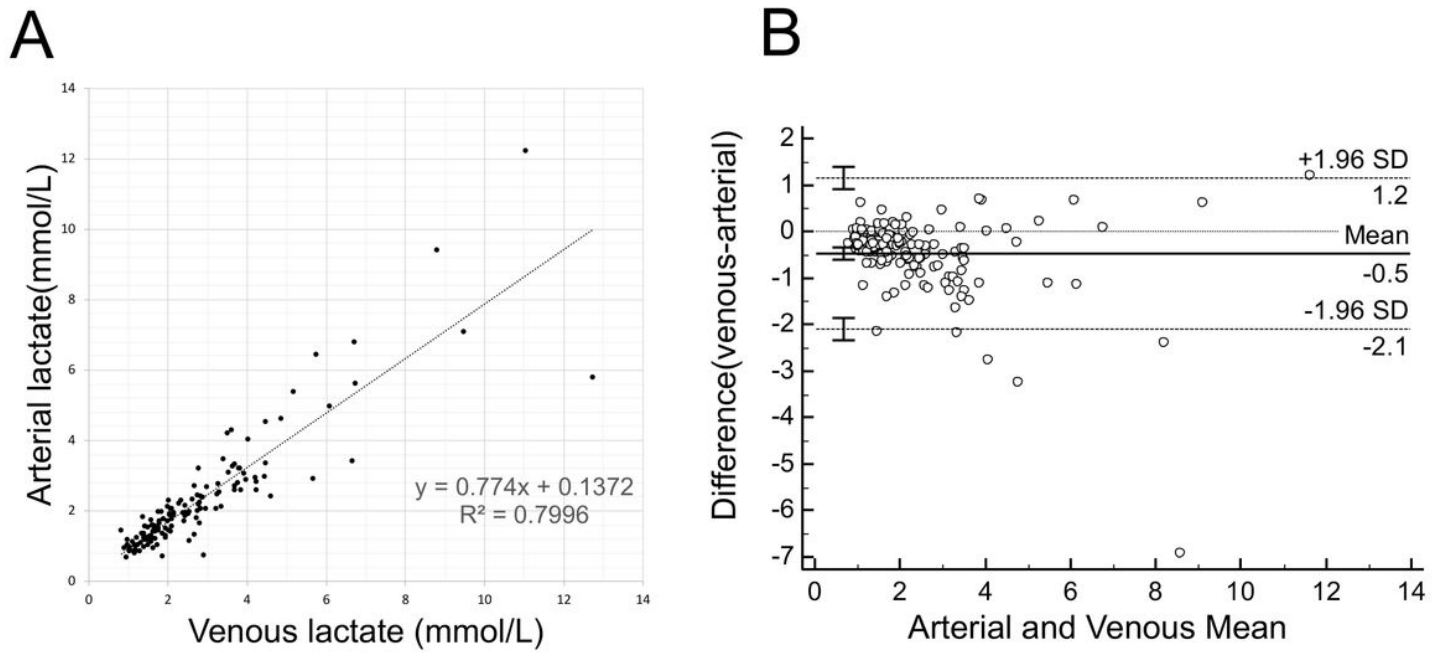 A
14
12
10
8
6
4
2
0
0 2 4 6 8 10 12 14
Arterial lactate(mmol/L)
Venous lactate (mmol/L)
y = 0.774x + 0.1372
R² = 0.7996
B
2
1
0
-1
-2
-3
-4
-5
-6
-7
0 2 4 6 8 10 12 14
Difference(venous-arterial)
Arterial and Venous Mean
+1.96 SD
1.2
Mean
-0.5
-1.96 SD
-2.1